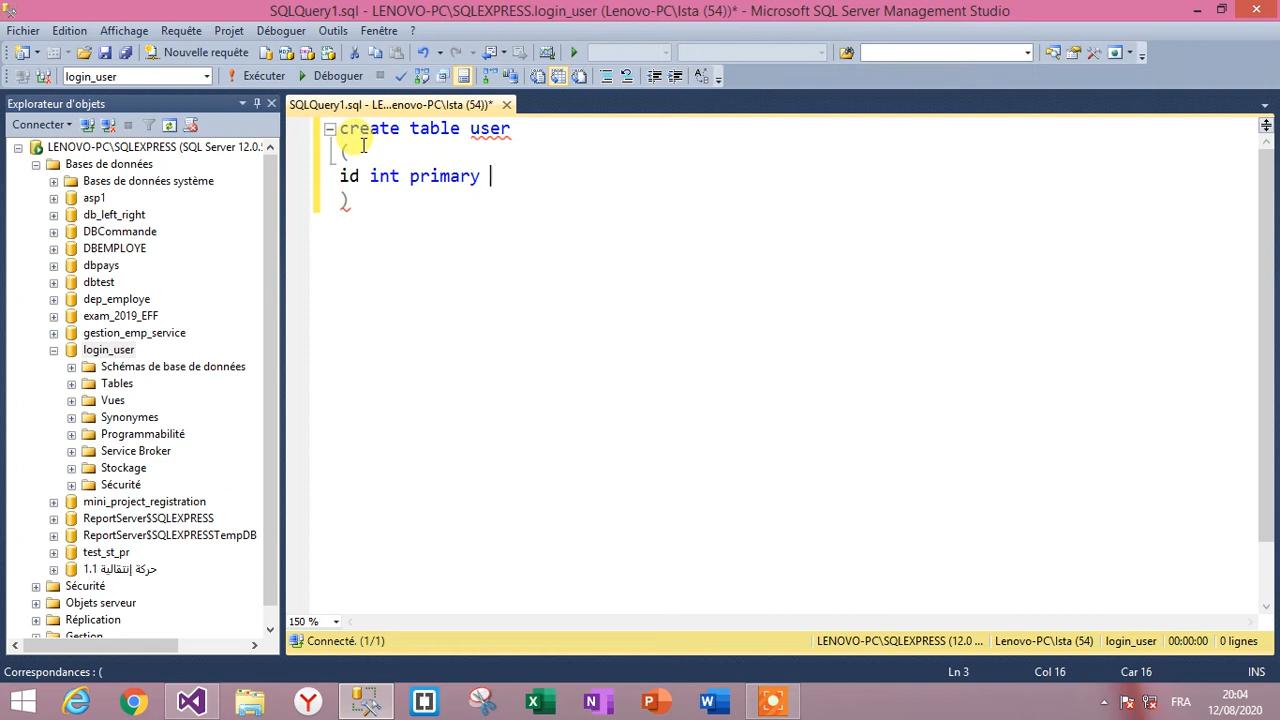 SQLQuery1.sql - LENOVO-PC\SQLEXPRESS.login_user (Lenovo-PC\Ista (54))* - Microsoft SQL Server Management Studio
Fichier Edition Affichage Requête Projet Déboguer Outils Fenêtre ?
Nouvelle requête
login_user Exécuter Déboguer
Explorateur d'objets
SQLQuery1.sql - LE...enovo-PC\Ista (54))*
Connecter
LENOVO-PC\SQLEXPRESS (SQL Server 12.0.5
Bases de données
Bases de données système
asp1
db_left_right
DBCommande
DBEMPLOYE
dbpays
dbtest
dep_employe
exam_2019_EFF
gestion_emp_service
login_user
Schémas de base de données
Tables
Vues
Synonymes
Programmabilité
Service Broker
Stockage
Sécurité
mini_project_registration
ReportServer$SQLEXPRESS
ReportServer$SQLEXPRESSTempDB
test_st_pr
حركة إنتقالية 1.1
Sécurité
Objets serveur
Réplication
Gestion
create table user
(
id int primary
)
150 %
Connecté. (1/1) LENOVO-PC\SQLEXPRESS (12.0 ... Lenovo-PC\Ista (54) login_user 00:00:00 0 lignes
Correspondances : ( Ln 3 Col 16 Car 16 INS
FR
20:04
12/08/2020